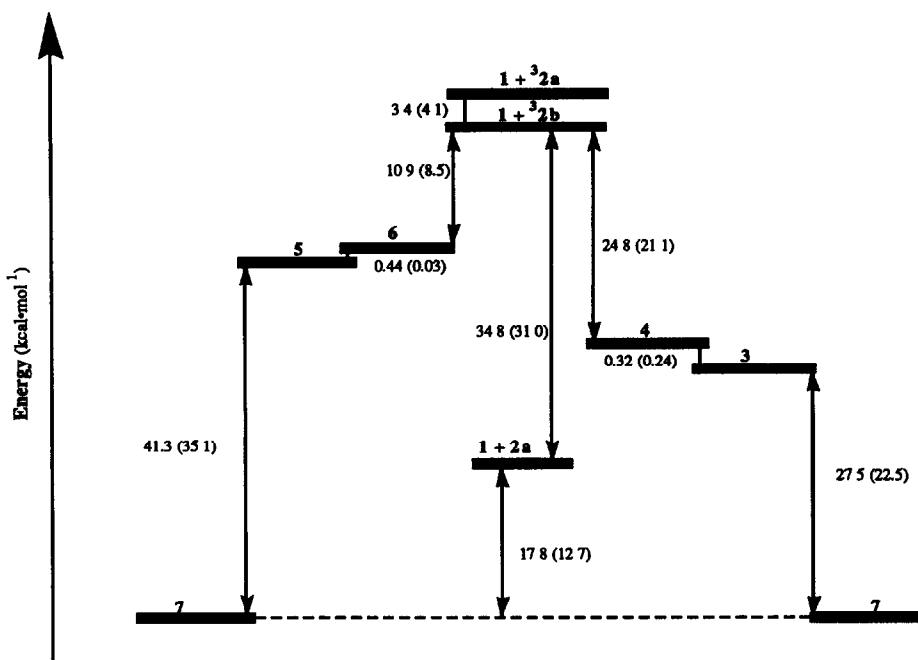 1 + ³2a
3 4 (4 1)
1 + ³2b
10 9 (8.5)
6
5
0.44 (0.03)
24 8 (21 1)
34 8 (31 0)
4
0.32 (0.24)
3
Energy (kcal•mol ¹)
41.3 (35 1)
1 + 2a
27 5 (22.5)
17 8 (12 7)
7
7